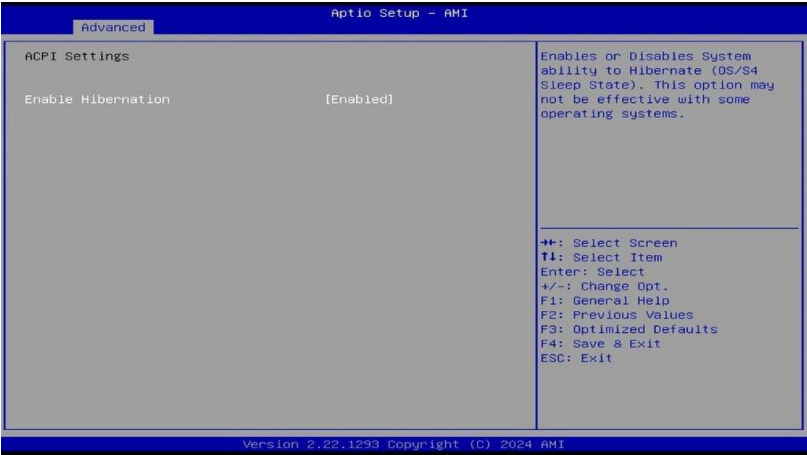 Aptio Setup - AMI
Advanced
ACPI Settings
Enable Hibernation [Enabled]
Enables or Disables System
ability to Hibernate (OS/S4
Sleep State). This option may
not be effective with some
operating systems.
→←: Select Screen
↑↓: Select Item
Enter: Select
+/-: Change Opt.
F1: General Help
F2: Previous Values
F3: Optimized Defaults
F4: Save & Exit
ESC: Exit
Version 2.22.1293 Copyright (C) 2024 AMI